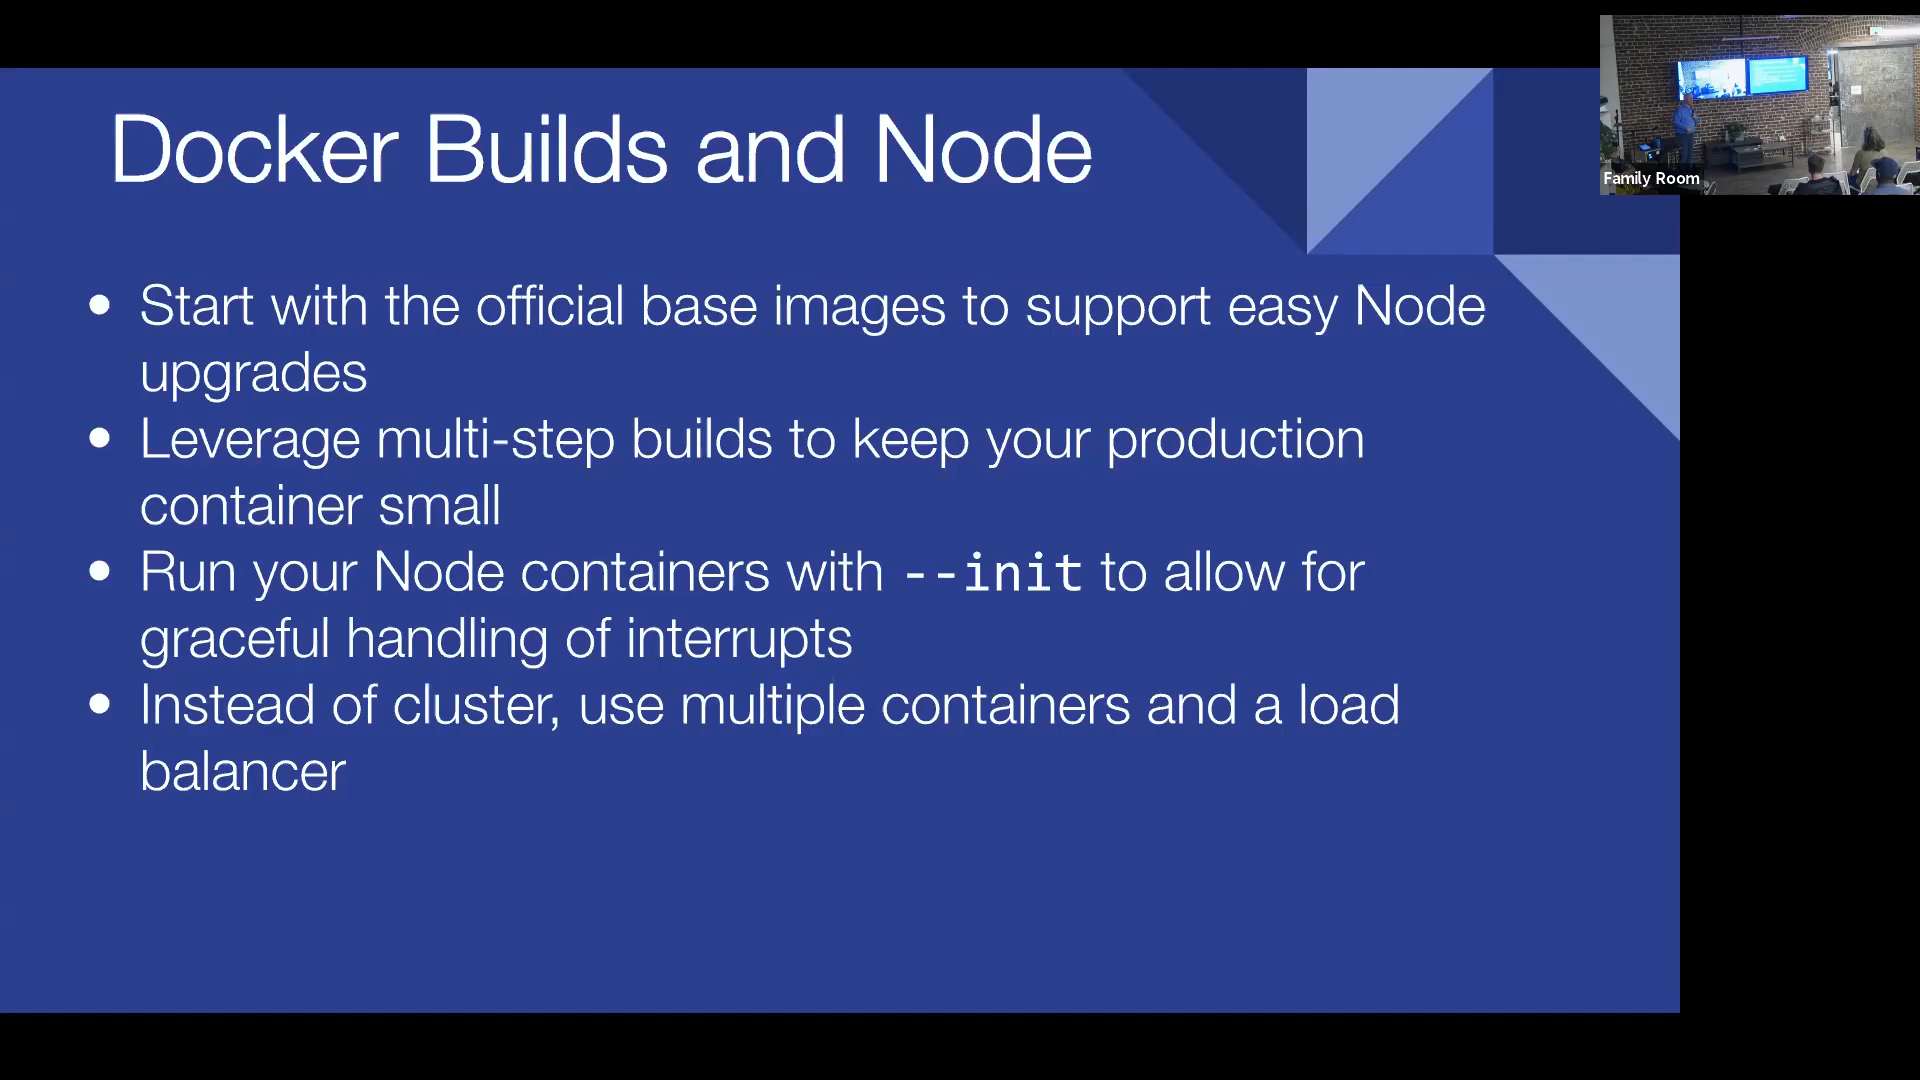 Docker Builds and Node
• Start with the official base images to support easy Node
upgrades
• Leverage multi-step builds to keep your production
container small
• Run your Node containers with --init to allow for
graceful handling of interrupts
• Instead of cluster, use multiple containers and a load
balancer
Family Room